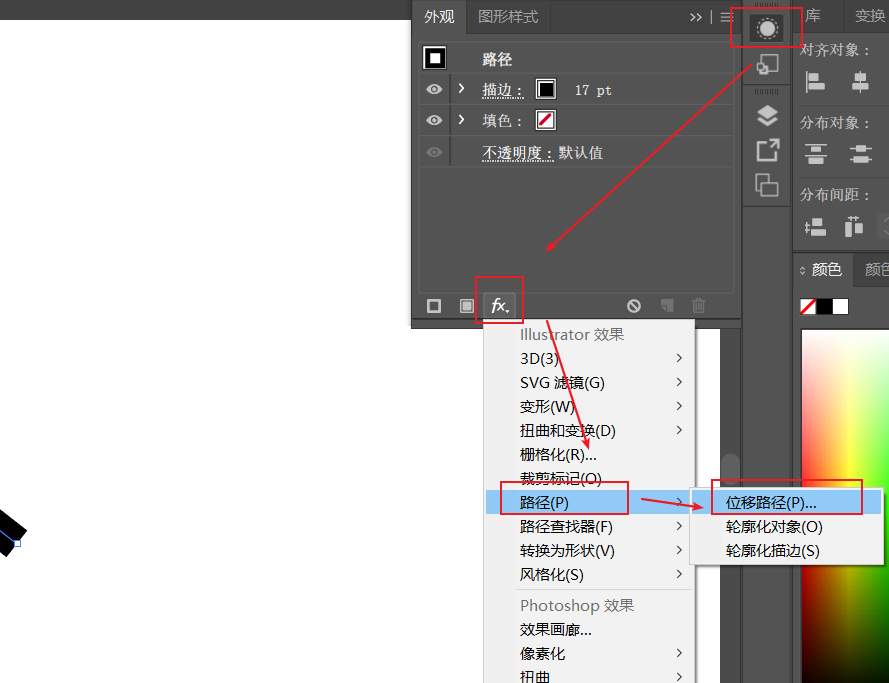 外观 图形样式
库 变换
路径
对齐对象：
描边： 17 pt
填色：
分布对象：
不透明度：默认值
分布间距：
颜色 颜色
fx
Illustrator 效果
3D(3)
SVG 滤镜(G)
变形(W)
扭曲和变换(D)
栅格化(R)...
裁剪标记(O)
路径(P)
位移路径(P)...
路径查找器(F)
轮廓化对象(O)
转换为形状(V)
轮廓化描边(S)
风格化(S)
Photoshop 效果
效果画廊...
像素化
扭曲